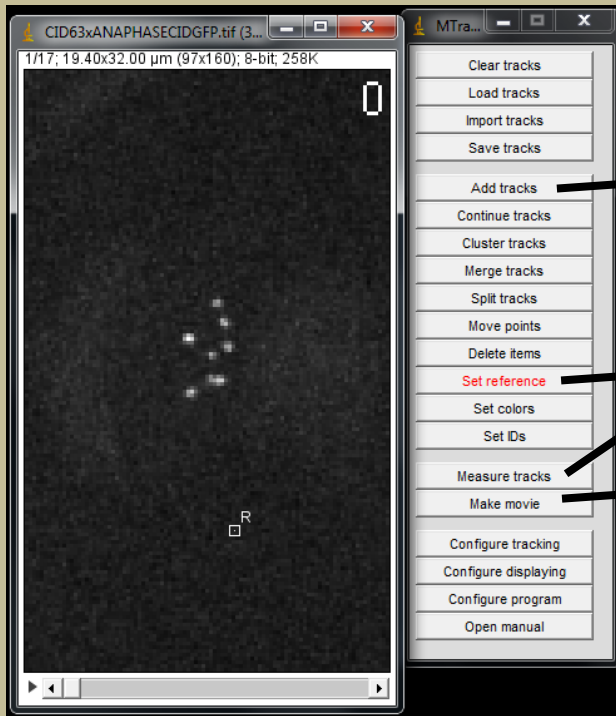 CID63xANAPHASECIDGFP.tif (3...
1/17; 19.40x32.00 µm (97x160); 8-bit; 258K
0
R
MTra...
Clear tracks
Load tracks
Import tracks
Save tracks
Add tracks
Continue tracks
Cluster tracks
Merge tracks
Split tracks
Move points
Delete items
Set reference
Set colors
Set IDs
Measure tracks
Make movie
Configure tracking
Configure displaying
Configure program
Open manual